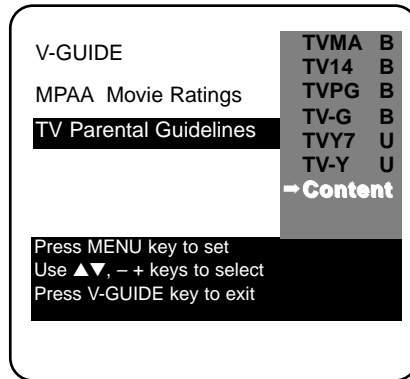 V-GUIDE
MPAA Movie Ratings
TV Parental Guidelines
TVMA B
TV14 B
TVPG B
TV-G B
TVY7 U
TV-Y U
➡Content
Press MENU key to set
Use ▲▼, – + keys to select
Press V-GUIDE key to exit